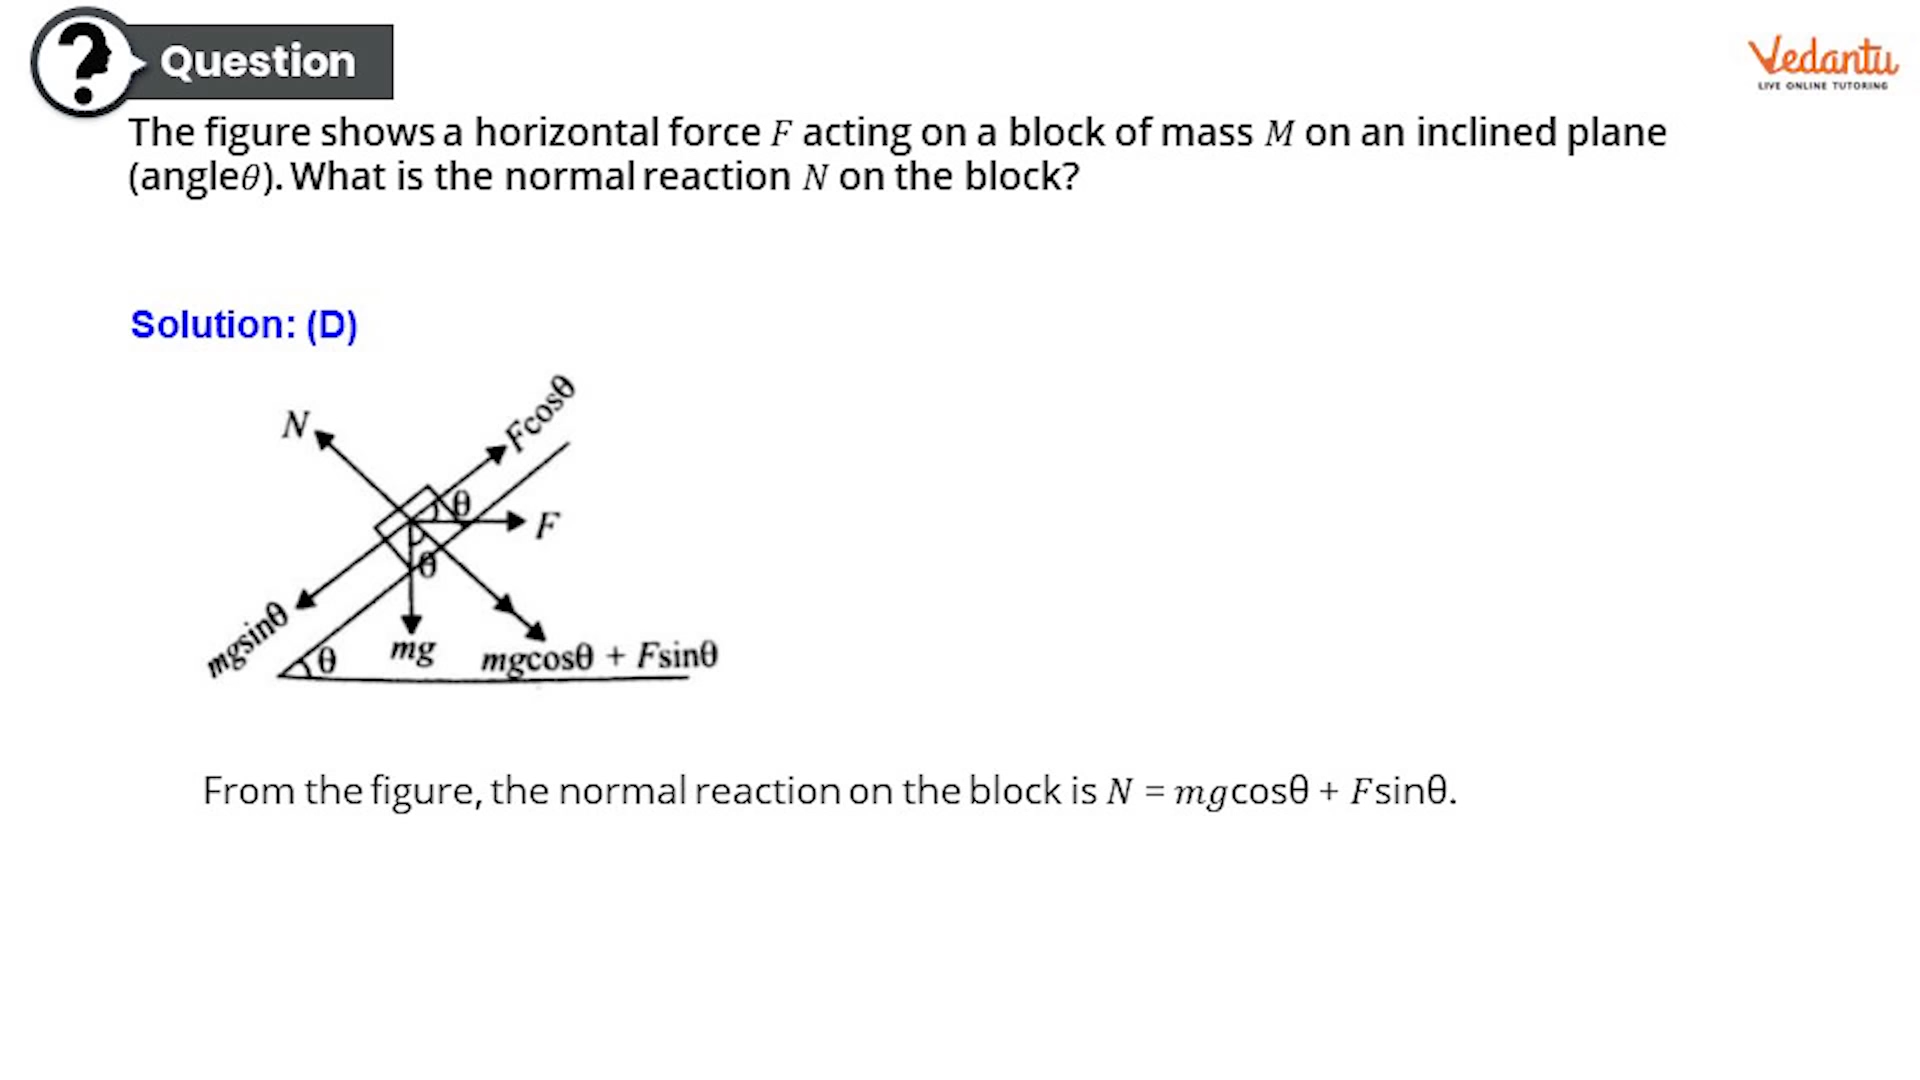 Question
Vedantu
LIVE ONLINE TUTORING
The figure shows a horizontal force F acting on a block of mass M on an inclined plane
(angleθ). What is the normal reaction N on the block?
Solution: (D)
Fcosθ
N
θ
F
θ
mgsinθ
θ
mg
mgcosθ + Fsinθ
From the figure, the normal reaction on the block is N = mgcosθ + Fsinθ.